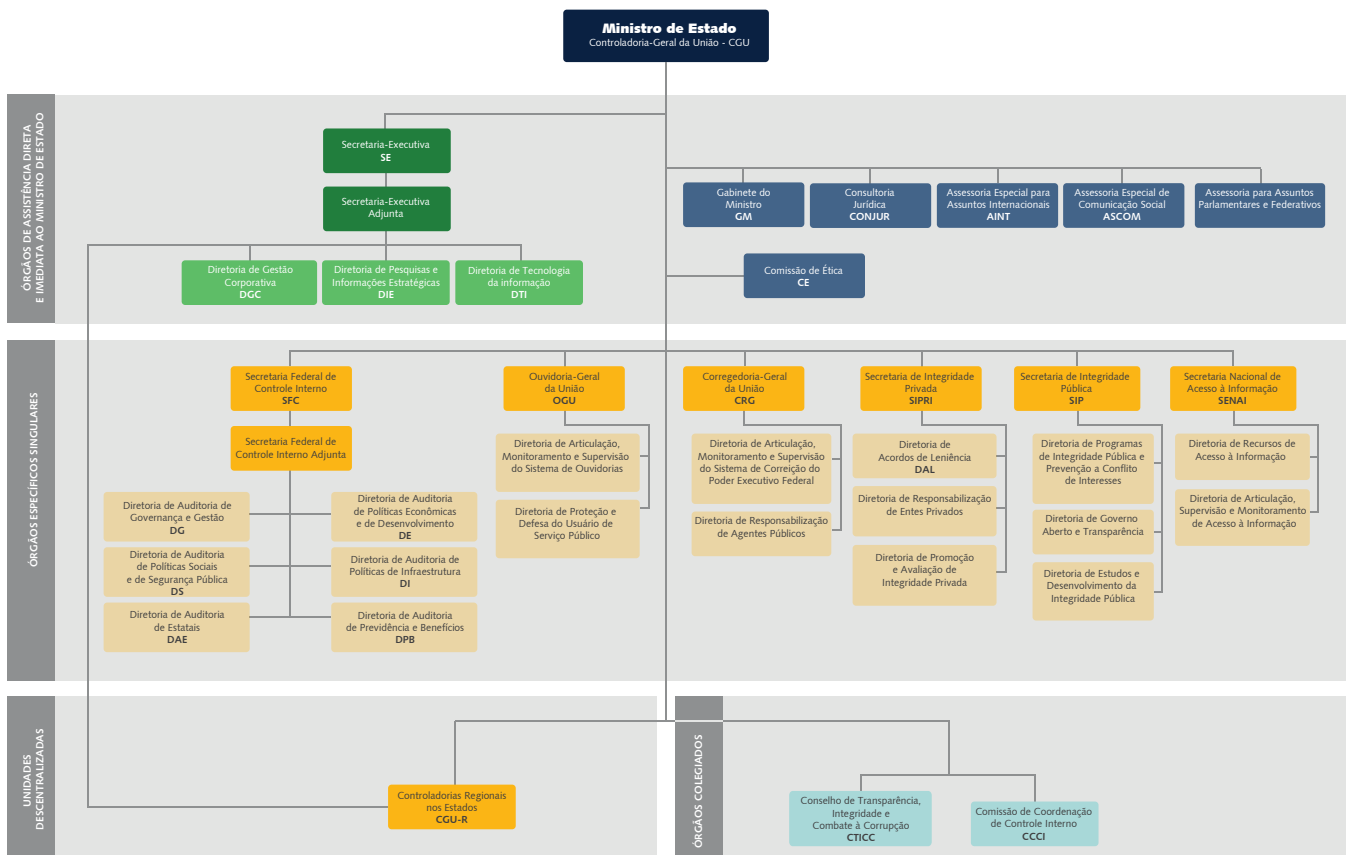 Ministro de Estado
Controladoria-Geral da União - CGU
ÓRGÃOS DE ASSISTÊNCIA DIRETA
E IMEDIATA AO MINISTRO DE ESTADO
Secretaria-Executiva
SE
Secretaria-Executiva
Adjunta
Diretoria de Gestão
Corporativa
DGC
Diretoria de Pesquisas e
Informações Estratégicas
DIE
Diretoria de Tecnologia
da informação
DTI
Gabinete do
Ministro
GM
Consultoria
Jurídica
CONJUR
Assessoria Especial para
Assuntos Internacionais
AINT
Assessoria Especial de
Comunicação Social
ASCOM
Assessoria para Assuntos
Parlamentares e Federativos
Comissão de Ética
CE
ÓRGÃOS ESPECÍFICOS SINGULARES
Secretaria Federal de
Controle Interno
SFC
Secretaria Federal de
Controle Interno Adjunta
Diretoria de Auditoria de
Governança e Gestão
DG
Diretoria de Auditoria
de Políticas Econômicas
e de Desenvolvimento
DE
Diretoria de Auditoria
de Políticas Sociais
e de Segurança Pública
DS
Diretoria de Auditoria de
Políticas de Infraestrutura
DI
Diretoria de Auditoria
de Estatais
DAE
Diretoria de Auditoria
de Previdência e Benefícios
DPB
Ouvidoria-Geral
da União
OGU
Diretoria de Articulação,
Monitoramento e Supervisão
do Sistema de Ouvidorias
Diretoria de Proteção e
Defesa do Usuário de
Serviço Público
Corregedoria-Geral
da União
CRG
Diretoria de Articulação,
Monitoramento e Supervisão
do Sistema de Correição do
Poder Executivo Federal
Diretoria de Responsabilização
de Agentes Públicos
Secretaria de Integridade
Privada
SIPRI
Diretoria de
Acordos de Leniência
DAL
Diretoria de Responsabilização
de Entes Privados
Diretoria de Promoção
e Avaliação de
Integridade Privada
Secretaria de Integridade
Pública
SIP
Diretoria de Programas
de Integridade Pública e
Prevenção a Conflito
de Interesses
Diretoria de Governo
Aberto e Transparência
Diretoria de Estudos e
Desenvolvimento da
Integridade Pública
Secretaria Nacional de
Acesso à Informação
SENAI
Diretoria de Recursos de
Acesso à Informação
Diretoria de Articulação,
Supervisão e Monitoramento
de Acesso à Informação
UNIDADES
DESCENTRALIZADAS
Controladorias Regionais
nos Estados
CGU-R
ÓRGÃOS COLEGIADOS
Conselho de Transparência,
Integridade e
Combate à Corrupção
CTICC
Comissão de Coordenação
de Controle Interno
CCCI